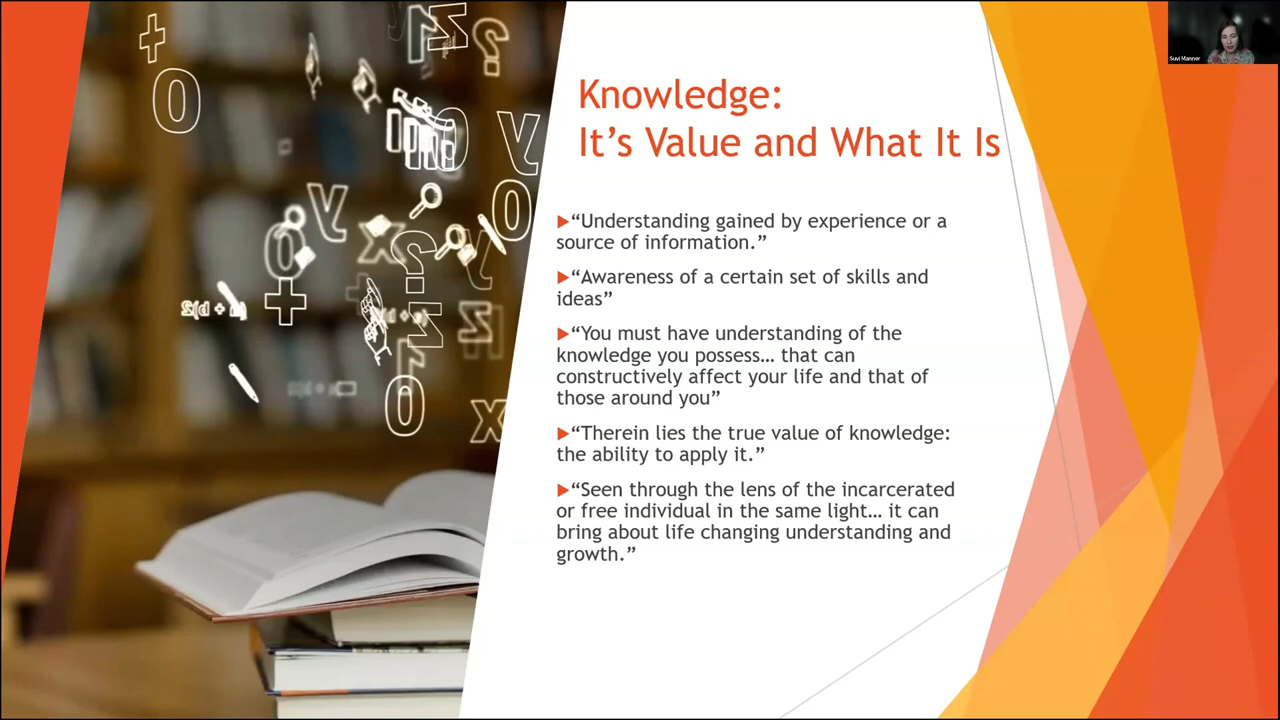 Knowledge:
It's Value and What It Is
Suvi Manner
▶“Understanding gained by experience or a
source of information.”
▶“Awareness of a certain set of skills and
ideas”
▶“You must have understanding of the
knowledge you possess… that can
constructively affect your life and that of
those around you”
▶“Therein lies the true value of knowledge:
the ability to apply it.”
▶“Seen through the lens of the incarcerated
or free individual in the same light… it can
bring about life changing understanding and
growth.”